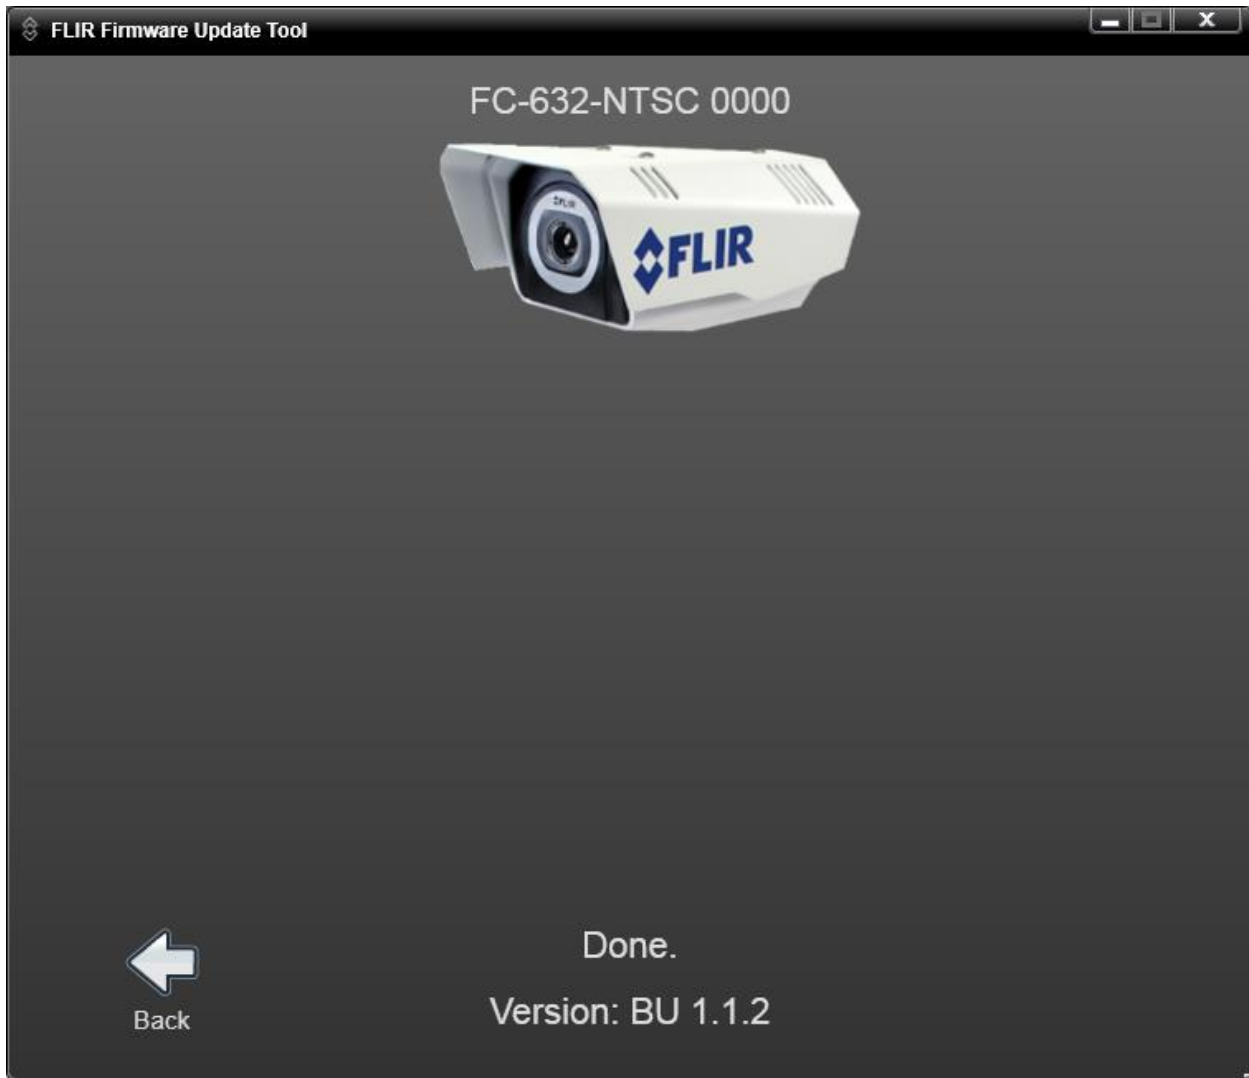 FLIR Firmware Update Tool
FC-632-NTSC 0000
FLIR
FLIR
Done.
Version: BU 1.1.2
Back